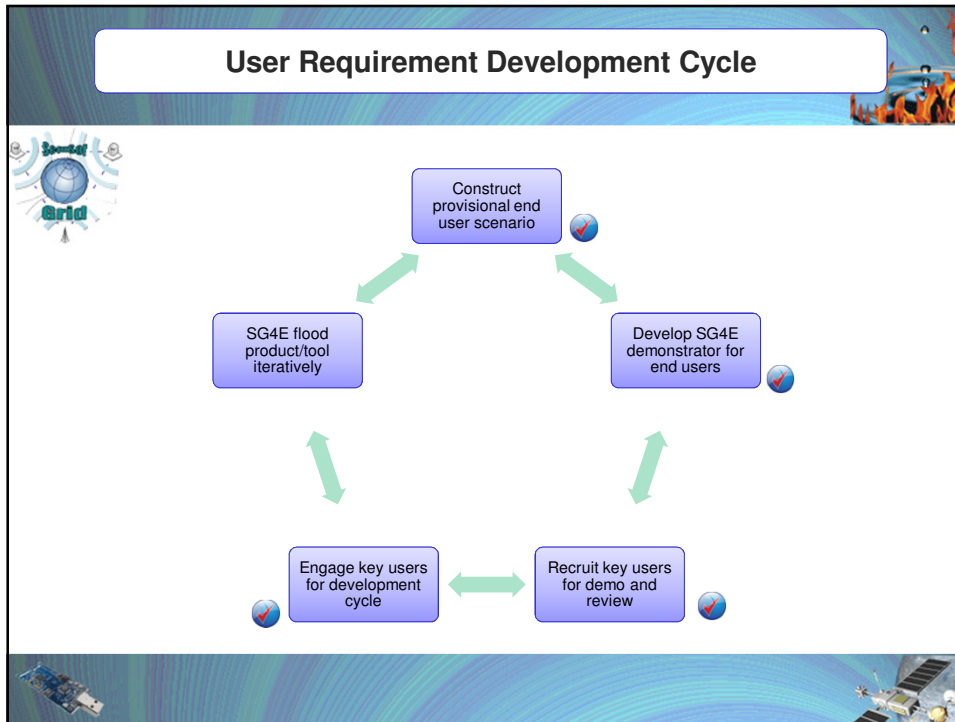 User Requirement Development Cycle
Sensor
Grid
Construct
provisional end
user scenario
SG4E flood
product/tool
iteratively
Develop SG4E
demonstrator for
end users
Engage key users
for development
cycle
Recruit key users
for demo and
review